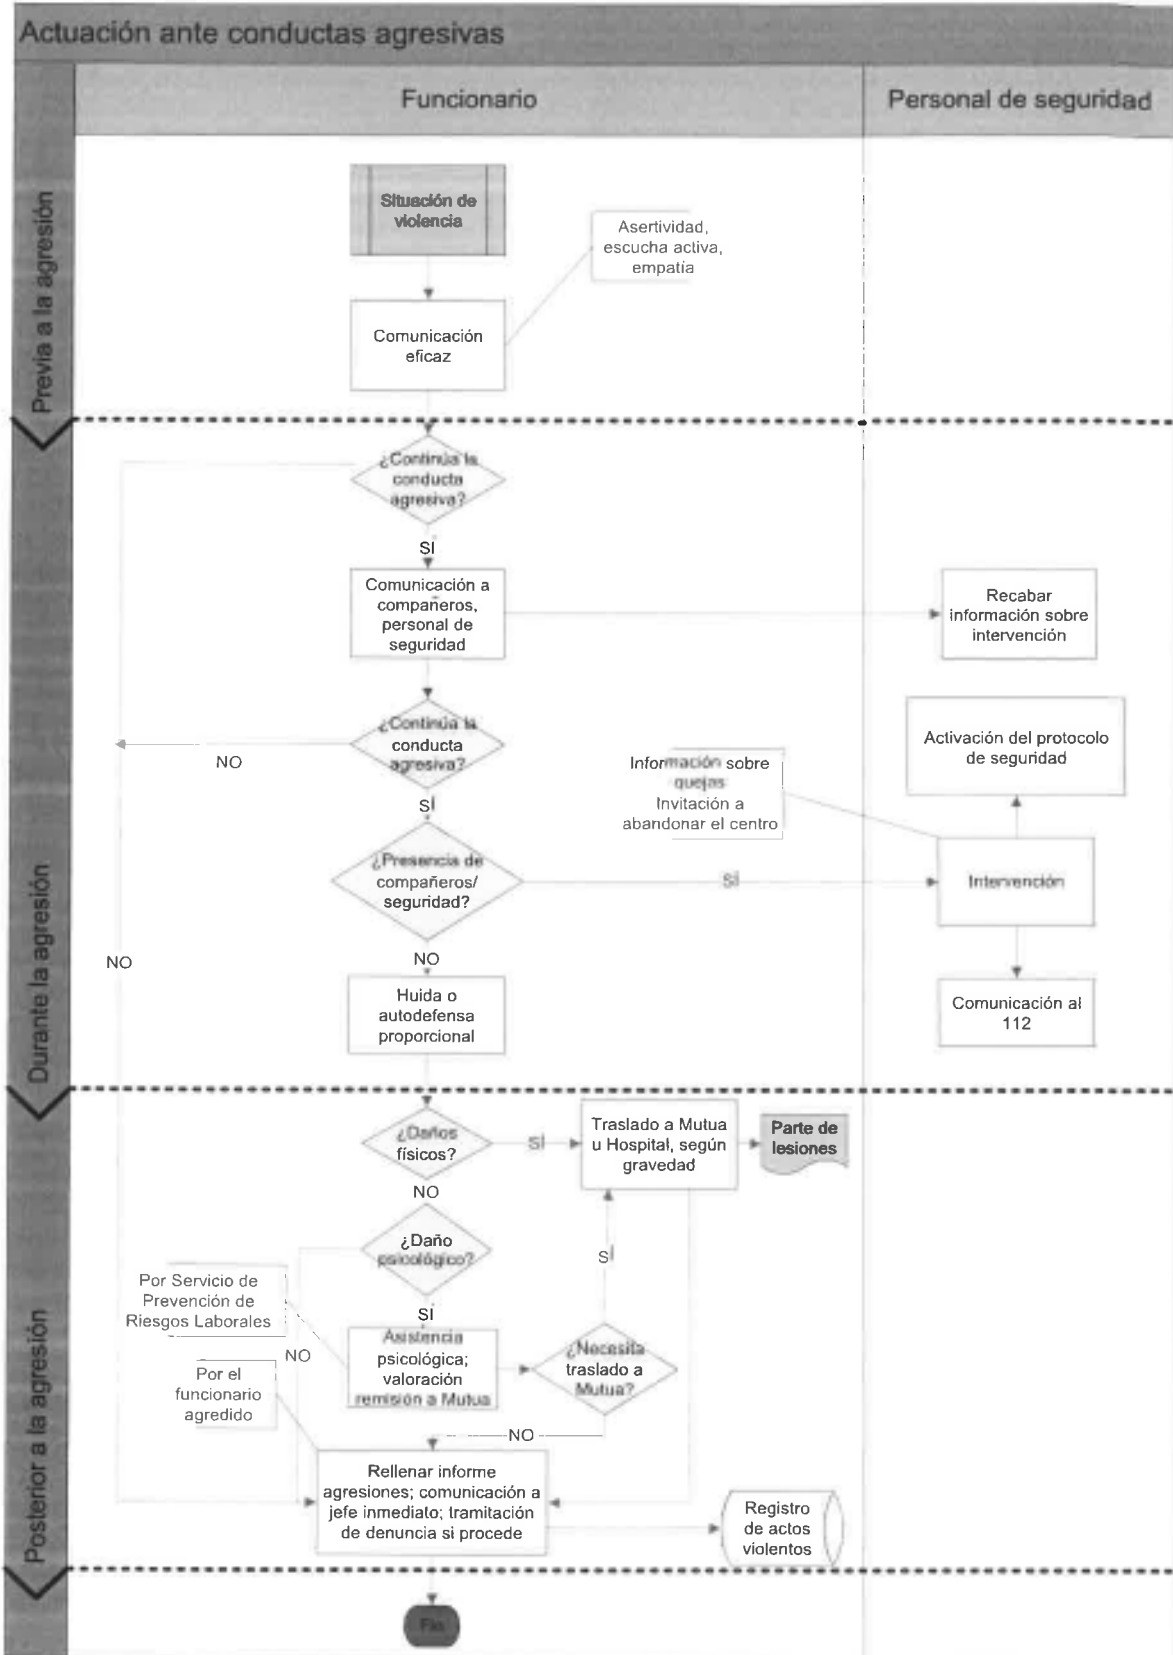 Actuación ante conductas agresivas
Funcionario
Personal de seguridad
Previa a la agresión
Situación de
violencia
Asertividad,
escucha activa,
empatía
Comunicación
eficaz
Durante la agresión
¿Continúa la
conducta
agresiva?
SÍ
Comunicación a
compañeros,
personal de
seguridad
Recabar
información sobre
intervención
¿Continúa la
conducta
agresiva?
NO
SÍ
Información sobre
quejas
Invitación a
abandonar el centro
Activación del protocolo
de seguridad
¿Presencia de
compañeros/
seguridad?
SÍ
Intervención
NO
NO
Huida o
autodefensa
proporcional
Comunicación al
112
Posterior a la agresión
¿Daños
físicos?
SÍ
Traslado a Mutua
u Hospital, según
gravedad
Parte de
lesiones
NO
¿Daño
psicológico?
SÍ
Por Servicio de
Prevención de
Riesgos Laborales
SÍ
NO
Asistencia
psicológica;
valoración
remisión a Mutua
¿Necesita
traslado a
Mutua?
Por el
funcionario
agredido
NO
Rellenar informe
agresiones; comunicación a
jefe inmediato; tramitación
de denuncia si procede
Registro
de actos
violentos
Fin